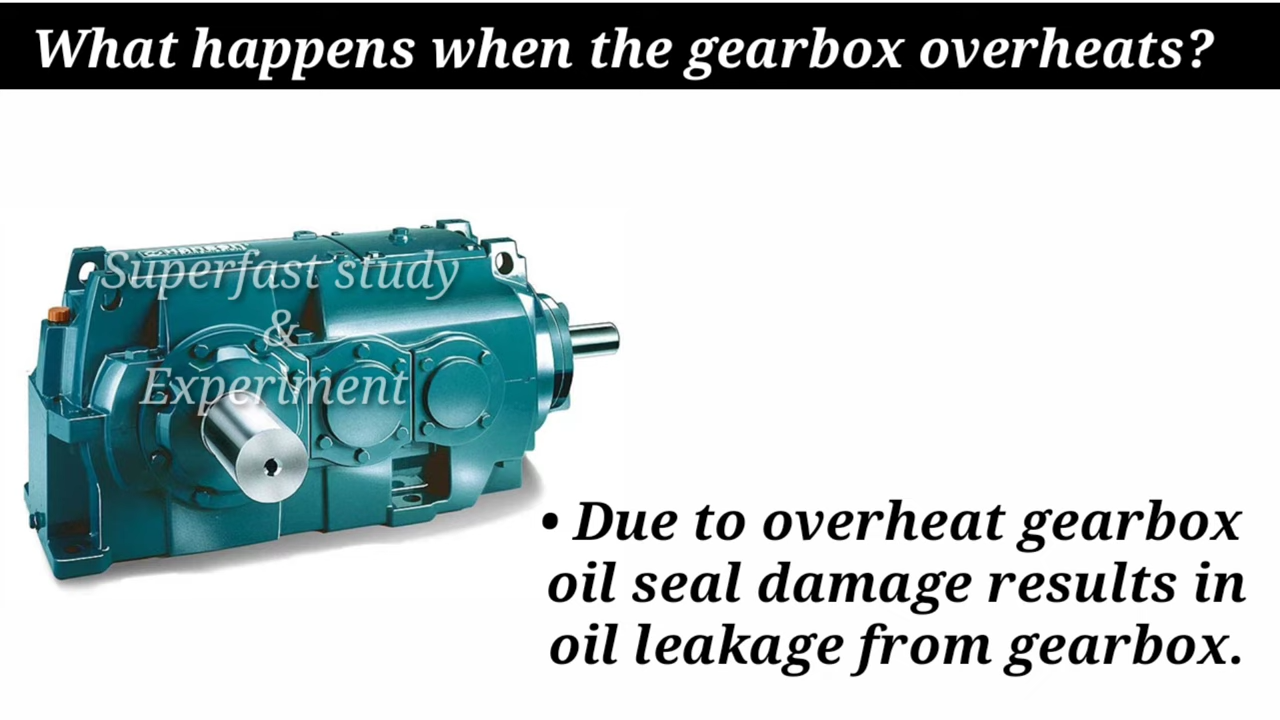 What happens when the gearbox overheats?
Superfast study
&
Experiment
• Due to overheat gearbox
oil seal damage results in
oil leakage from gearbox.